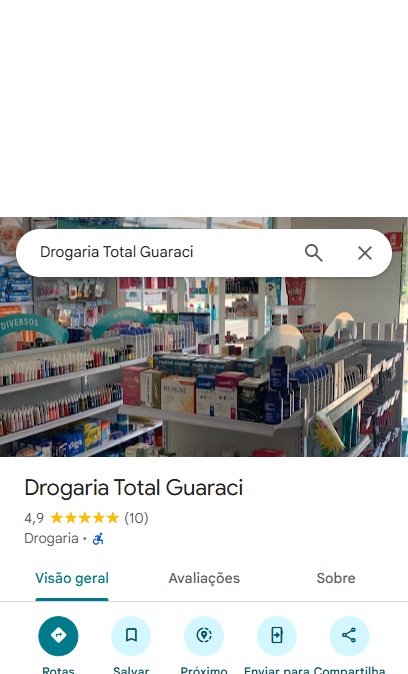 Drogaria Total Guaraci
DIVERSOS
Drogaria Total Guaraci
4,9 (10)
Drogaria ·
Visão geral Avaliações Sobre
Rotas Salvar Próximo Enviar para Compartilha